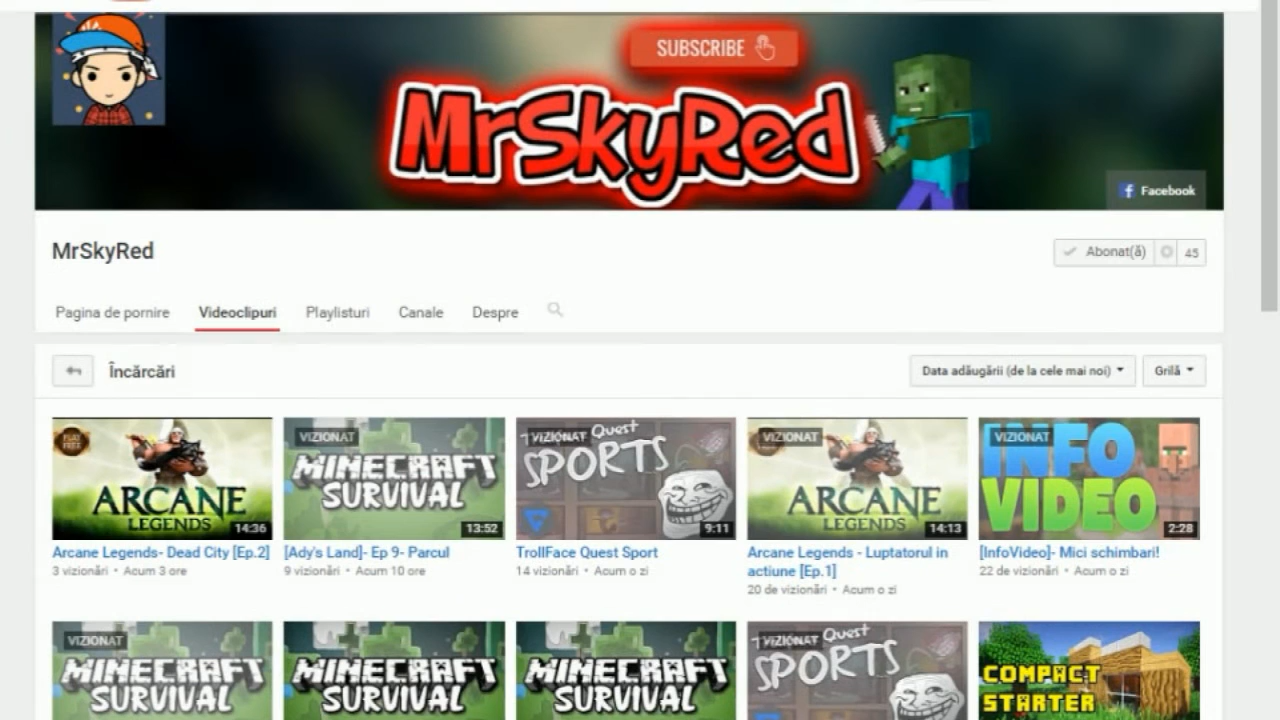 SUBSCRIBE
MrSkyRed
Facebook
MrSkyRed
Abonat(ă) 45
Pagina de pornire Videoclipuri Playlisturi Canale Despre
Încărcări
Data adăugării (de la cele mai noi) Grilă
PLAY FREE
ARCANE
LEGENDS
14:36
VIZIONAT
MINECRAFT
SURVIVAL
13:52
VIZIONAT
Quest
SPORTS
9:11
VIZIONAT
ARCANE
LEGENDS
14:13
VIZIONAT
INFO
VIDEO
2:28
Arcane Legends- Dead City [Ep.2]
3 vizionări • Acum 3 ore
[Ady's Land]- Ep 9- Parcul
9 vizionări • Acum 10 ore
TrollFace Quest Sport
14 vizionări • Acum o zi
Arcane Legends - Luptatorul in
actiune [Ep.1]
20 de vizionări • Acum o zi
[InfoVideo]- Mici schimbari!
22 de vizionări • Acum o zi
VIZIONAT
MINECRAFT
SURVIVAL
MINECRAFT
SURVIVAL
MINECRAFT
SURVIVAL
VIZIONAT
Quest
SPORTS
COMPACT
STARTER